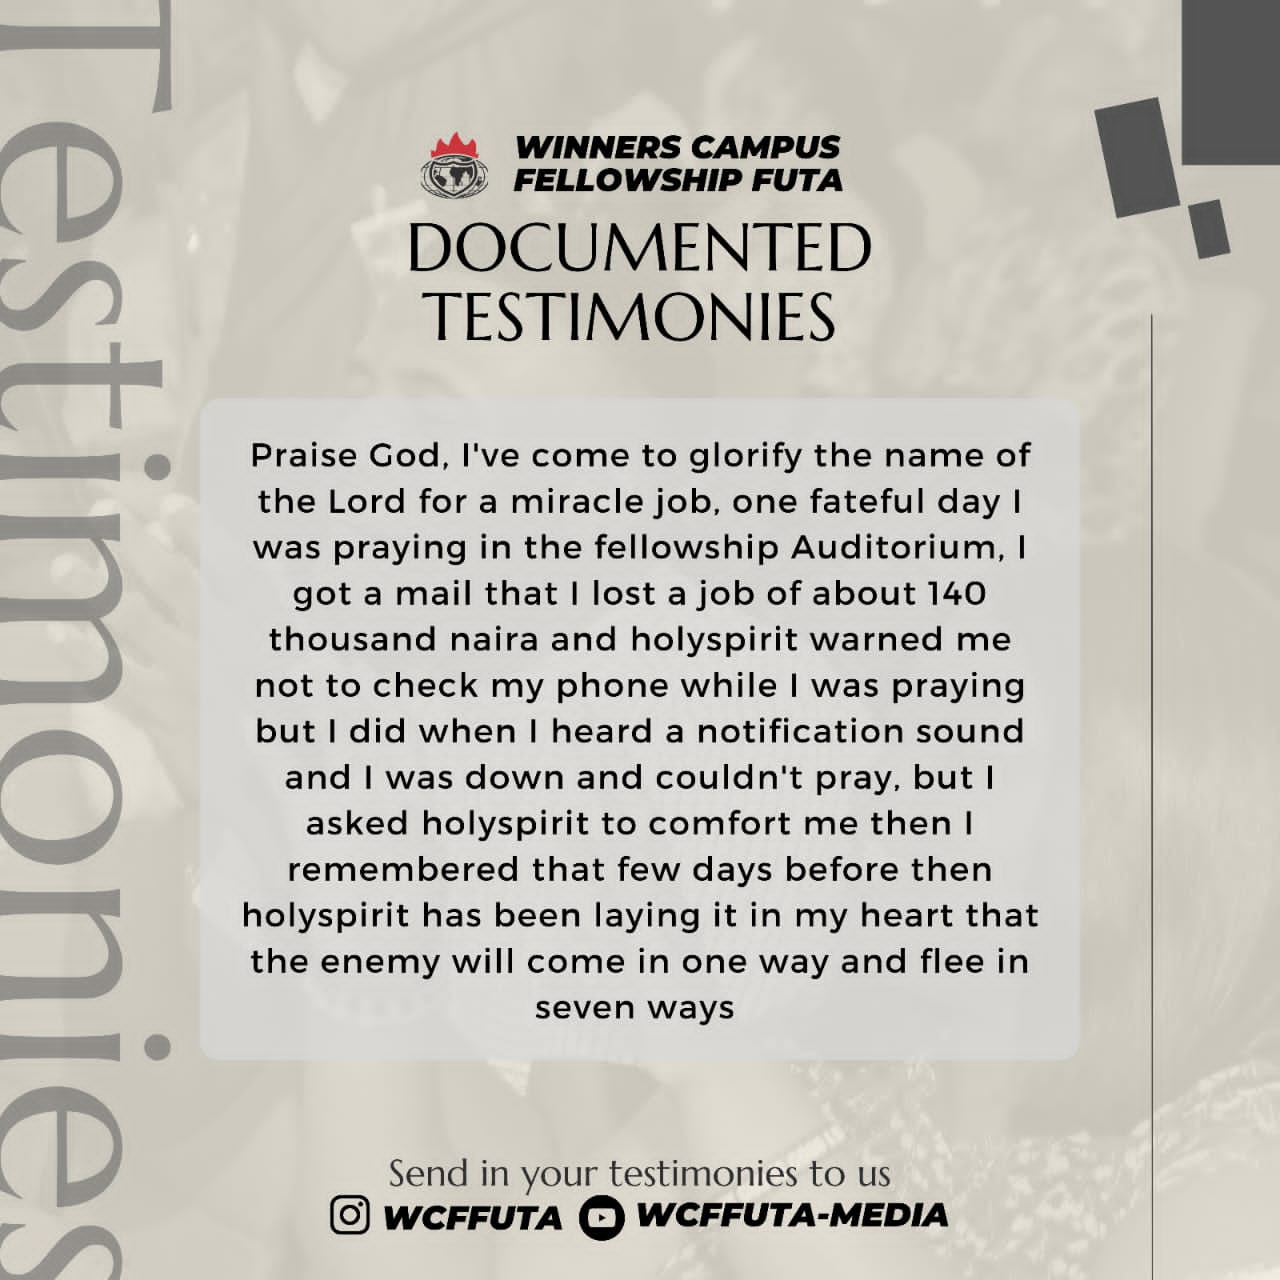 Testimonies
WINNERS CAMPUS
FELLOWSHIP FUTA
DOCUMENTED
TESTIMONIES
Praise God, I've come to glorify the name of
the Lord for a miracle job, one fateful day I
was praying in the fellowship Auditorium, I
got a mail that I lost a job of about 140
thousand naira and holyspirit warned me
not to check my phone while I was praying
but I did when I heard a notification sound
and I was down and couldn't pray, but I
asked holyspirit to comfort me then I
remembered that few days before then
holyspirit has been laying it in my heart that
the enemy will come in one way and flee in
seven ways
Send in your testimonies to us
WCFFUTA WCFFUTA-MEDIA